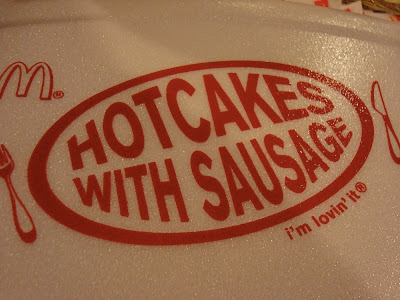 M®
HOTCAKES
WITH SAUSAGE
i'm lovin' it®